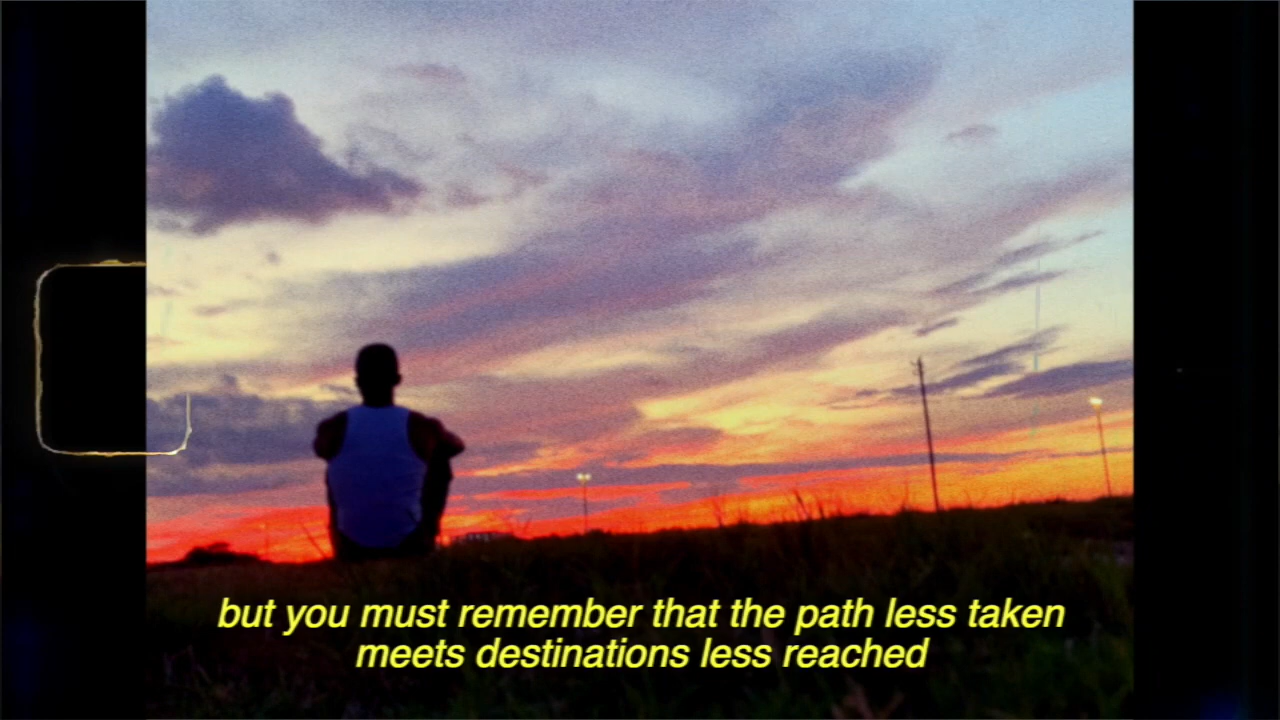 but you must remember that the path less taken
meets destinations less reached